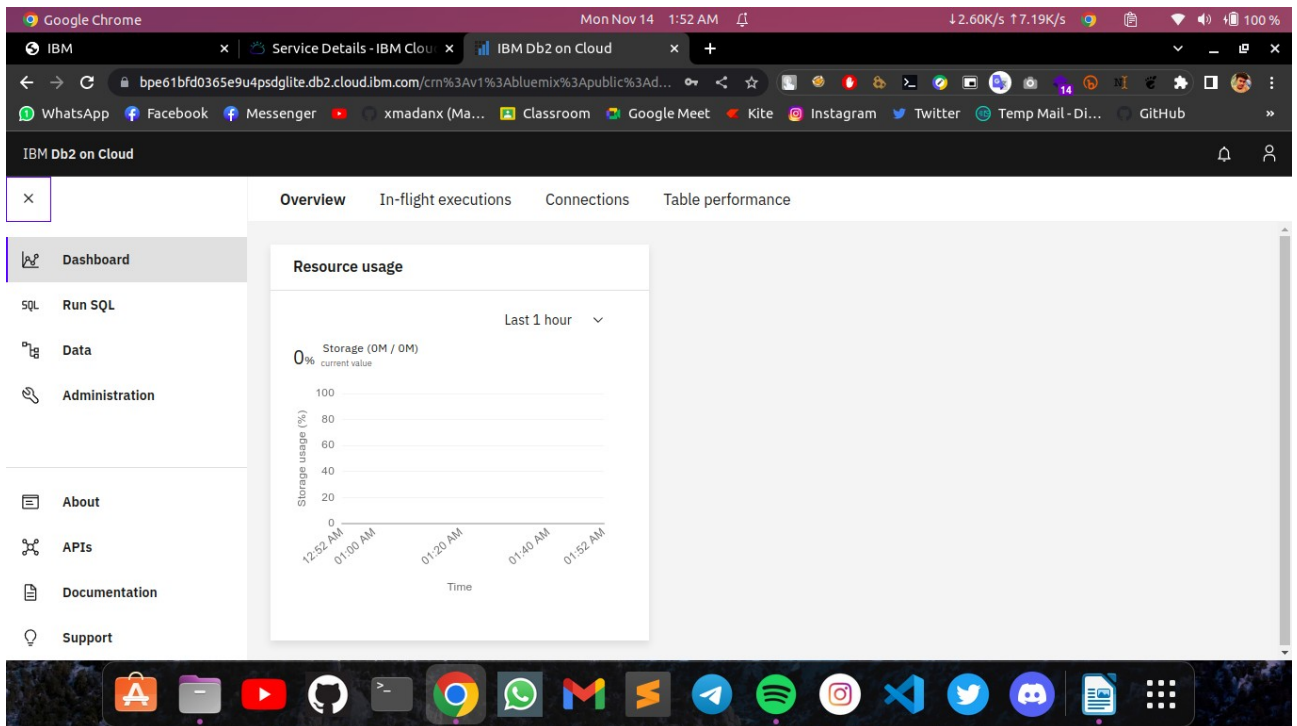 Google Chrome
Mon Nov 14 1:52 AM
↓2.60K/s ↑7.19K/s
100 %
IBM
Service Details - IBM Clou
IBM Db2 on Cloud
bpe61bfd0365e9u4psdglite.db2.cloud.ibm.com/crn%3Av1%3Abluemix%3Apublic%3Ad...
14
WhatsApp
Facebook
Messenger
xmadanx (Ma...
Classroom
Google Meet
Kite
Instagram
Twitter
Temp Mail - Di...
GitHub
»
IBM Db2 on Cloud
Overview
In-flight executions
Connections
Table performance
Dashboard
SQL Run SQL
Data
Administration
About
APIs
Documentation
Support
Resource usage
Last 1 hour
0% Storage (0M / 0M)
current value
Storage usage (%)
100
80
60
40
20
0
12:52 AM
01:00 AM
01:20 AM
01:40 AM
01:52 AM
Time